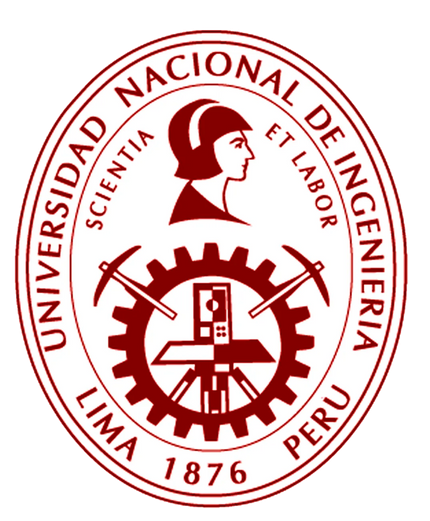 UNIVERSIDAD NACIONAL DE INGENIERIA
SCIENTIA ET LABOR
LIMA 1876 PERU